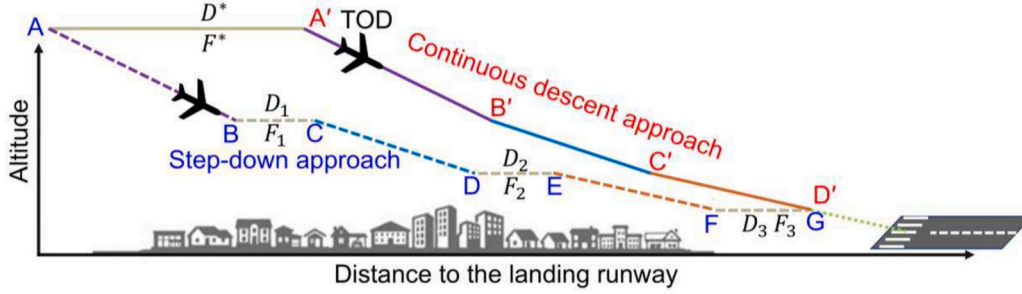 D*
A A′ TOD
F*
Continuous descent approach
D₁ B′
B F₁ C
Step-down approach
D₂ C′
D F₂ E
D′
F D₃ F₃ G
Altitude
Distance to the landing runway